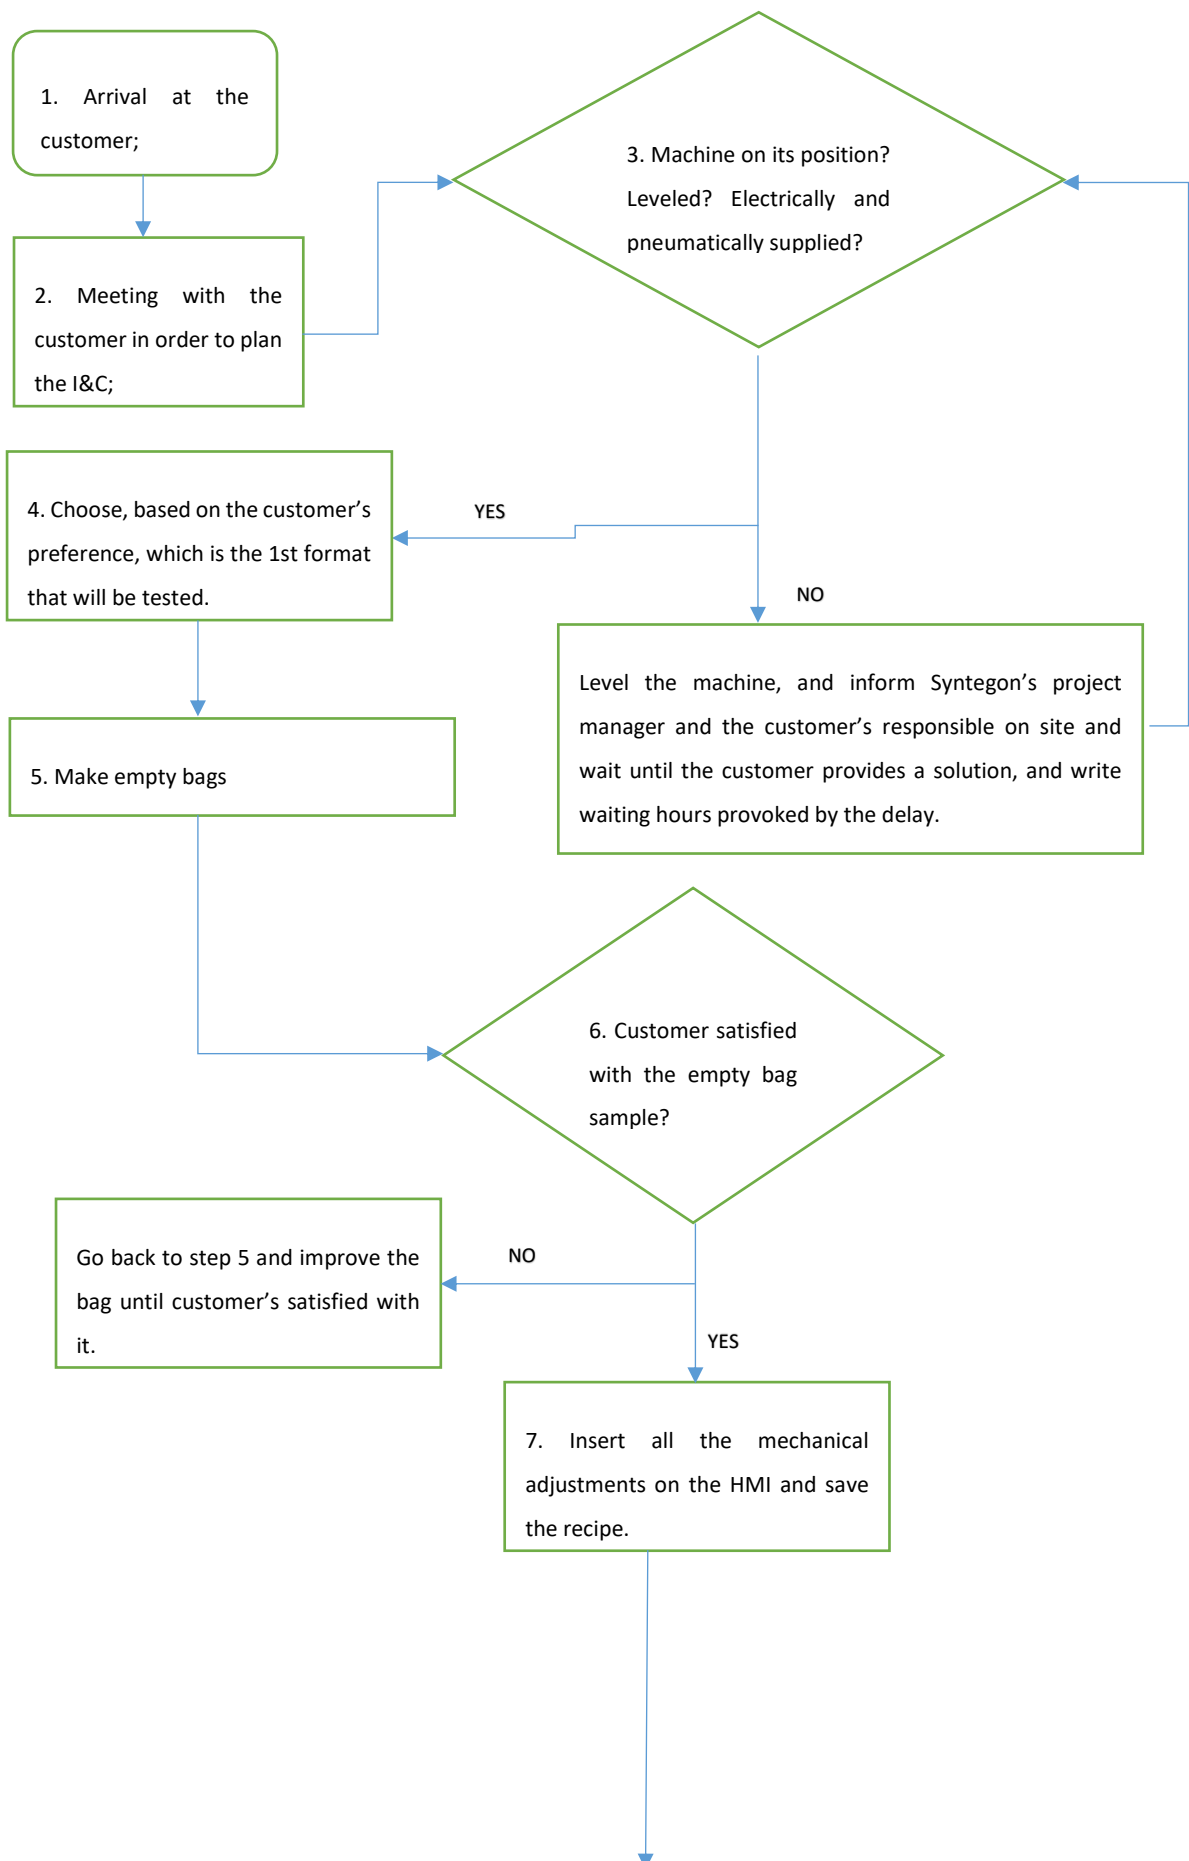 1. Arrival at the
customer;
2. Meeting with the
customer in order to plan
the I&C;
3. Machine on its position?
Leveled? Electrically and
pneumatically supplied?
YES
4. Choose, based on the customer’s
preference, which is the 1st format
that will be tested.
NO
Level the machine, and inform Syntegon’s project
manager and the customer’s responsible on site and
wait until the customer provides a solution, and write
waiting hours provoked by the delay.
5. Make empty bags
6. Customer satisfied
with the empty bag
sample?
NO
Go back to step 5 and improve the
bag until customer’s satisfied with
it.
YES
7. Insert all the mechanical
adjustments on the HMI and save
the recipe.